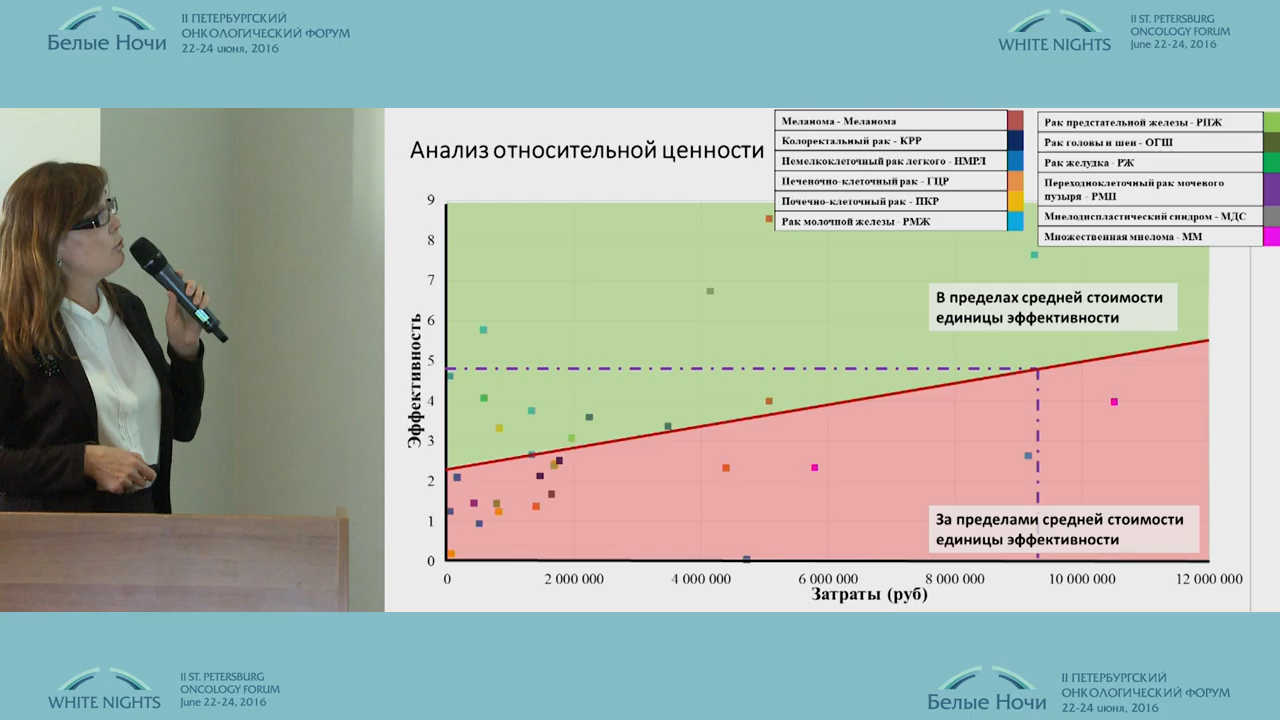 II ПЕТЕРБУРГСКИЙ
ОНКОЛОГИЧЕСКИЙ ФОРУМ
Белые Ночи
22-24 июня, 2016
II ST. PETERSBURG
ONCOLOGY FORUM
WHITE NIGHTS
June 22-24, 2016
Анализ относительной ценности
Меланома - Меланома
Колоректальный рак - КРР
Немелкоклеточный рак легкого - НМРЛ
Печеночно-клеточный рак - ГЦР
Почечно-клеточный рак - ПКР
Рак молочной железы - РМЖ
Рак предстательной железы - РПЖ
Рак головы и шеи - ОГШ
Рак желудка - РЖ
Переходноклеточный рак мочевого
пузыря - РМП
Миелодиспластический синдром - МДС
Множественная миелома - ММ
Эффективность
9
8
7
6
5
4
3
2
1
0
В пределах средней стоимости
единицы эффективности
За пределами средней стоимости
единицы эффективности
0 2 000 000 4 000 000 6 000 000 8 000 000 10 000 000 12 000 000
Затраты (руб)
II ST. PETERSBURG
ONCOLOGY FORUM
WHITE NIGHTS
June 22-24, 2016
II ПЕТЕРБУРГСКИЙ
ОНКОЛОГИЧЕСКИЙ ФОРУМ
Белые Ночи
22-24 июня, 2016